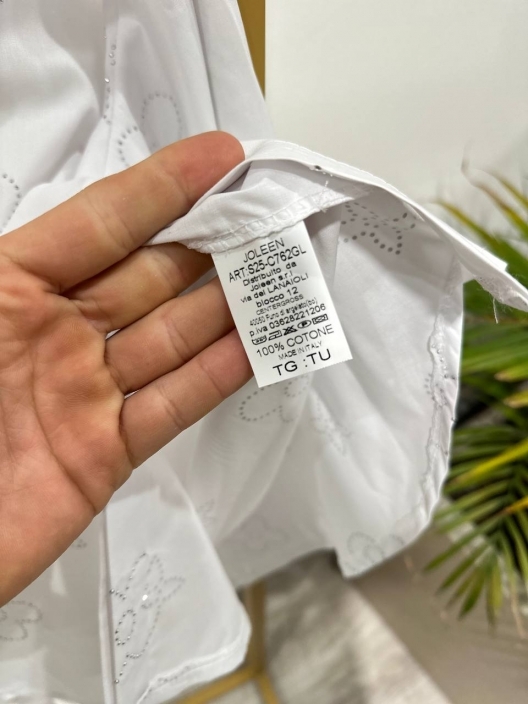 JOLEEN
ART:S25-C762GL
Distribuito da
Joleen s.r.l
via dei LANAIOLI
blocco 12
CENTERGROSS
40050 Funo di argelato(bo)
p.iva 03628221206
100% COTONE
MADE IN ITALY
TG :TU